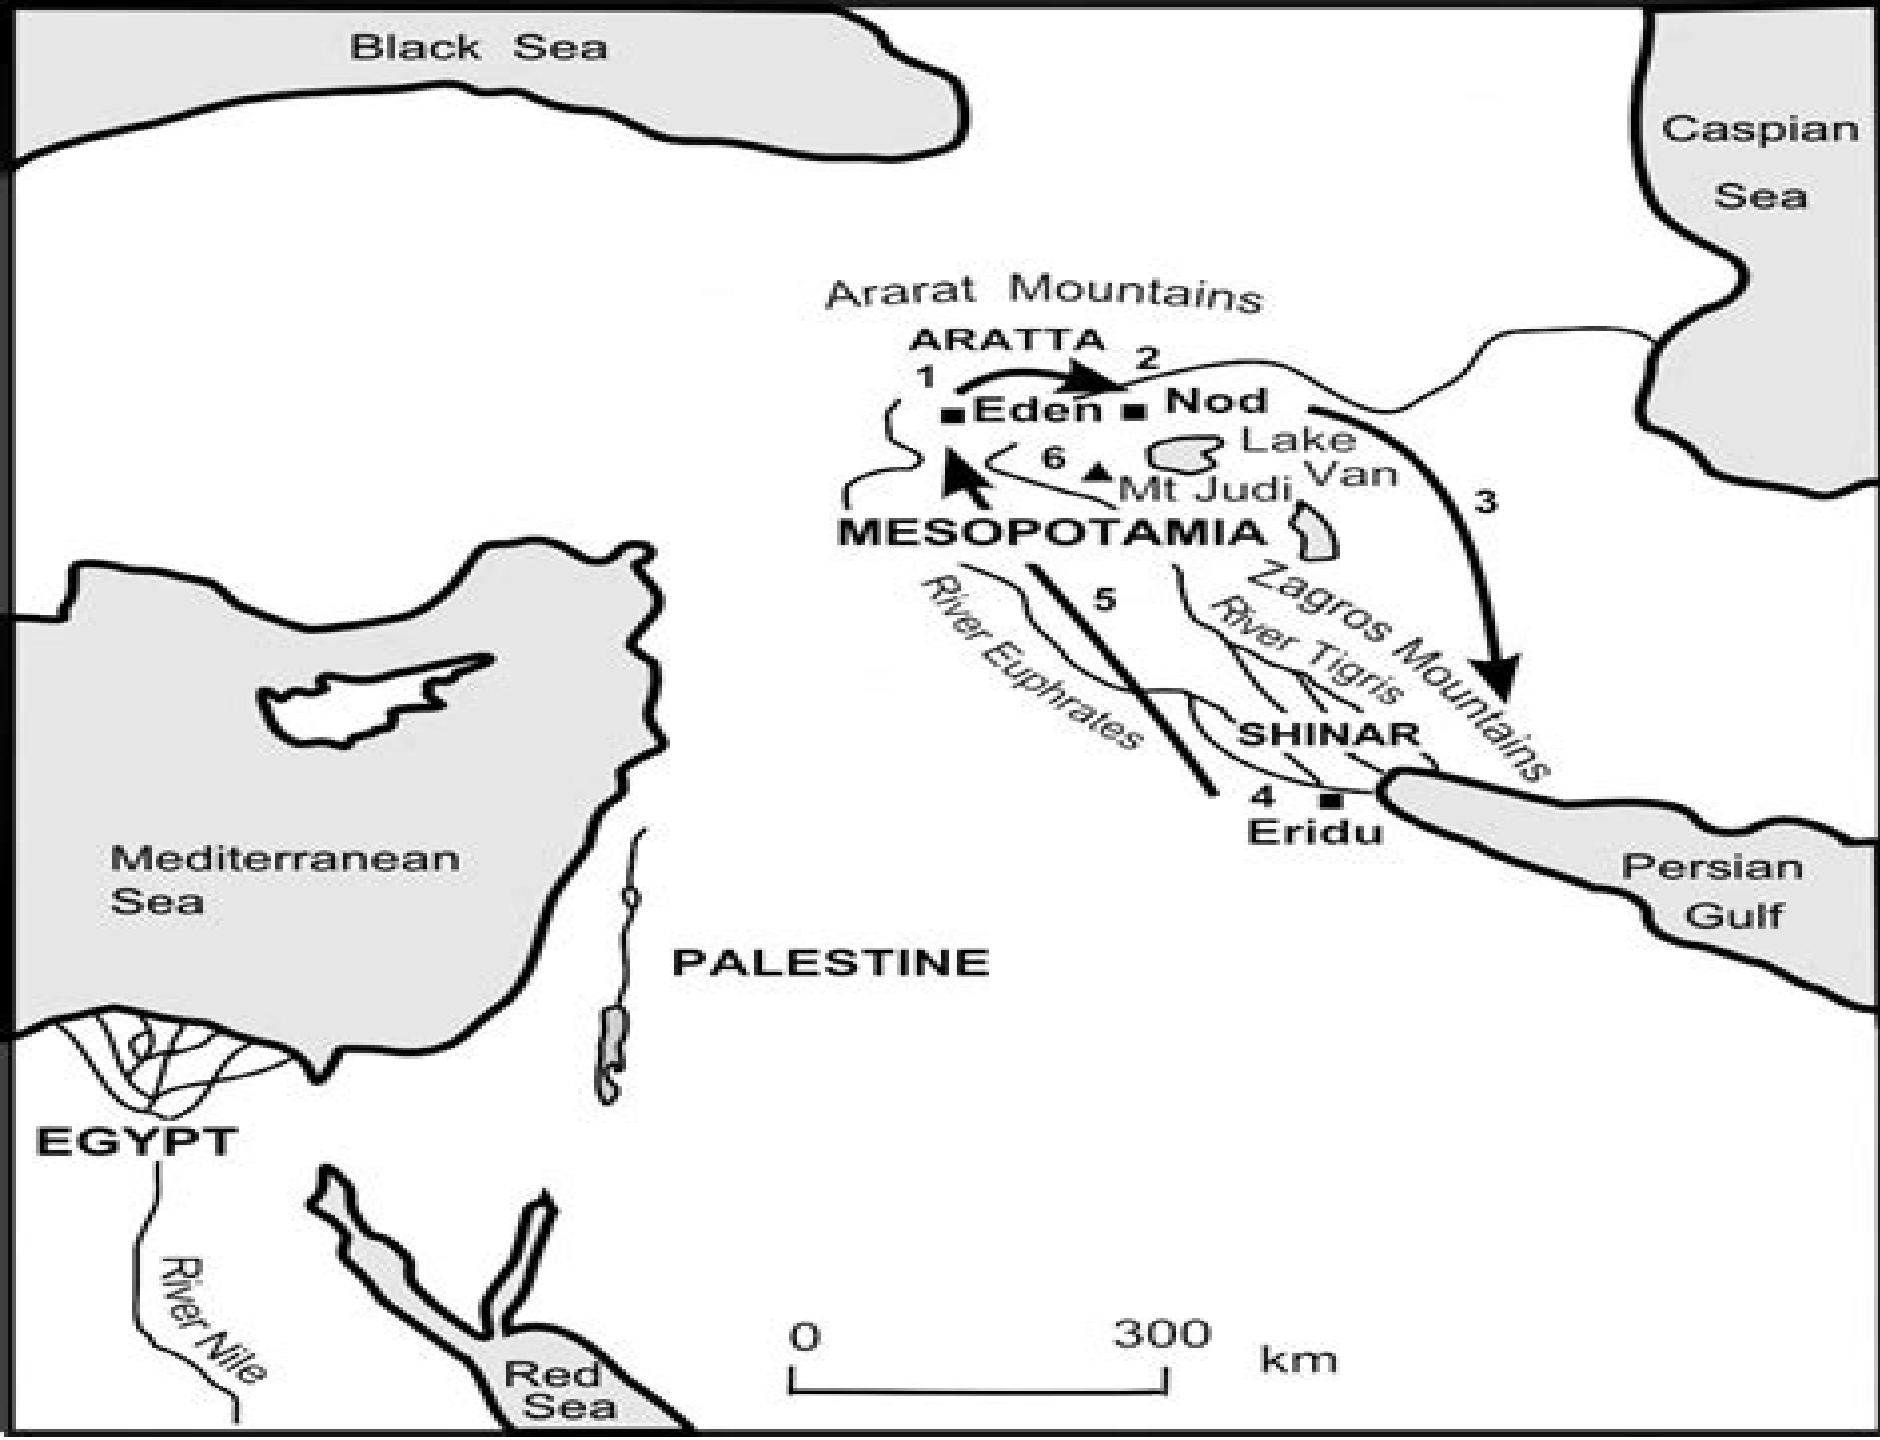 Black Sea
Caspian
Sea
Ararat Mountains
ARATTA
1
2
Eden
Nod
Lake
Van
6
Mt Judi
3
MESOPOTAMIA
Zagros Mountains
5
River Euphrates
River Tigris
SHINAR
4
Eridu
Mediterranean
Sea
Persian
Gulf
PALESTINE
EGYPT
River Nile
Red
Sea
0
300
km